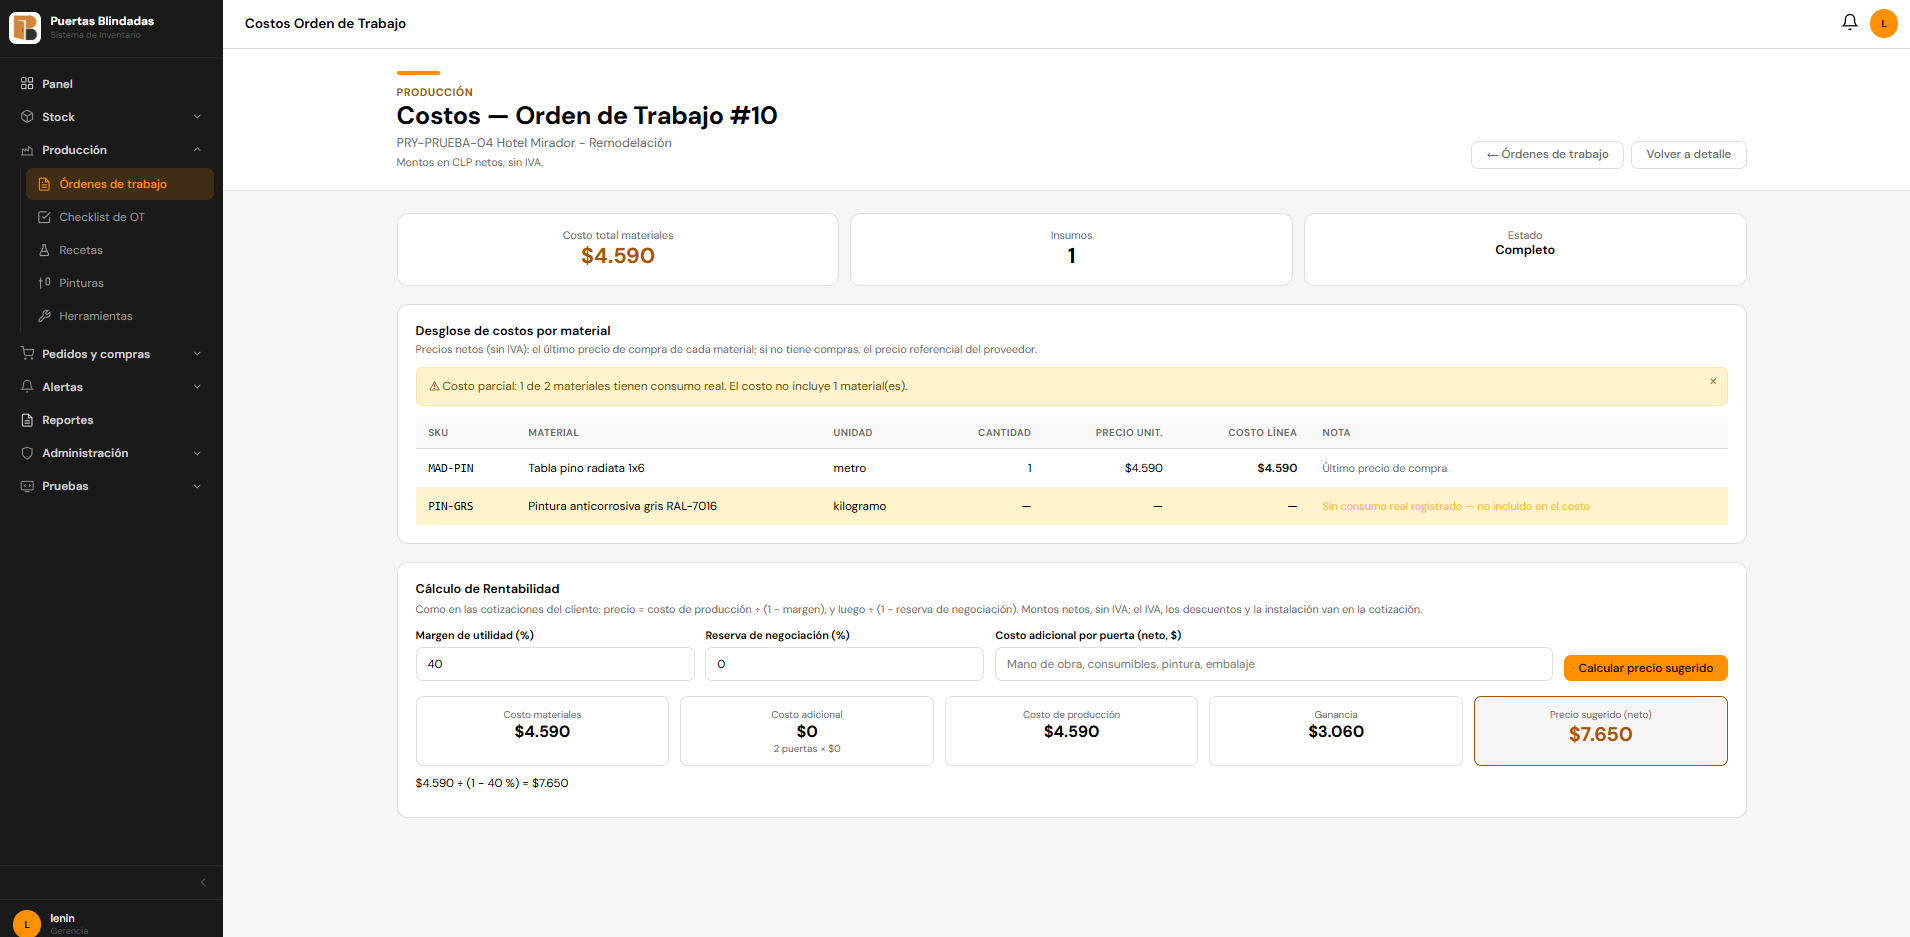 Puertas Blindadas
Sistema de Inventario
Panel
Stock
Producción
Órdenes de trabajo
Checklist de OT
Recetas
Pinturas
Herramientas
Pedidos y compras
Alertas
Reportes
Administración
Pruebas
L
lenin
Gerencia
Costos Orden de Trabajo
L
PRODUCCIÓN
Costos — Orden de Trabajo #10
PRY-PRUEBA-04 Hotel Mirador - Remodelación
Montos en CLP netos, sin IVA.
← Órdenes de trabajo
Volver a detalle
Costo total materiales
$4.590
Insumos
1
Estado
Completo
Desglose de costos por material
Precios netos (sin IVA): el último precio de compra de cada material; si no tiene compras, el precio referencial del proveedor.
⚠ Costo parcial: 1 de 2 materiales tienen consumo real. El costo no incluye 1 material(es). ×
SKU MATERIAL UNIDAD CANTIDAD PRECIO UNIT. COSTO LÍNEA NOTA
MAD-PIN Tabla pino radiata 1x6 metro 1 $4.590 $4.590 Último precio de compra
PIN-GRS Pintura anticorrosiva gris RAL-7016 kilogramo — — — Sin consumo real registrado — no incluido en el costo
Cálculo de Rentabilidad
Como en las cotizaciones del cliente: precio = costo de producción ÷ (1 - margen), y luego ÷ (1 - reserva de negociación). Montos netos, sin IVA; el IVA, los descuentos y la instalación van en la cotización.
Margen de utilidad (%)
40
Reserva de negociación (%)
0
Costo adicional por puerta (neto, $)
Mano de obra, consumibles, pintura, embalaje
Calcular precio sugerido
Costo materiales
$4.590
Costo adicional
$0
2 puertas × $0
Costo de producción
$4.590
Ganancia
$3.060
Precio sugerido (neto)
$7.650
$4.590 ÷ (1 − 40 %) = $7.650